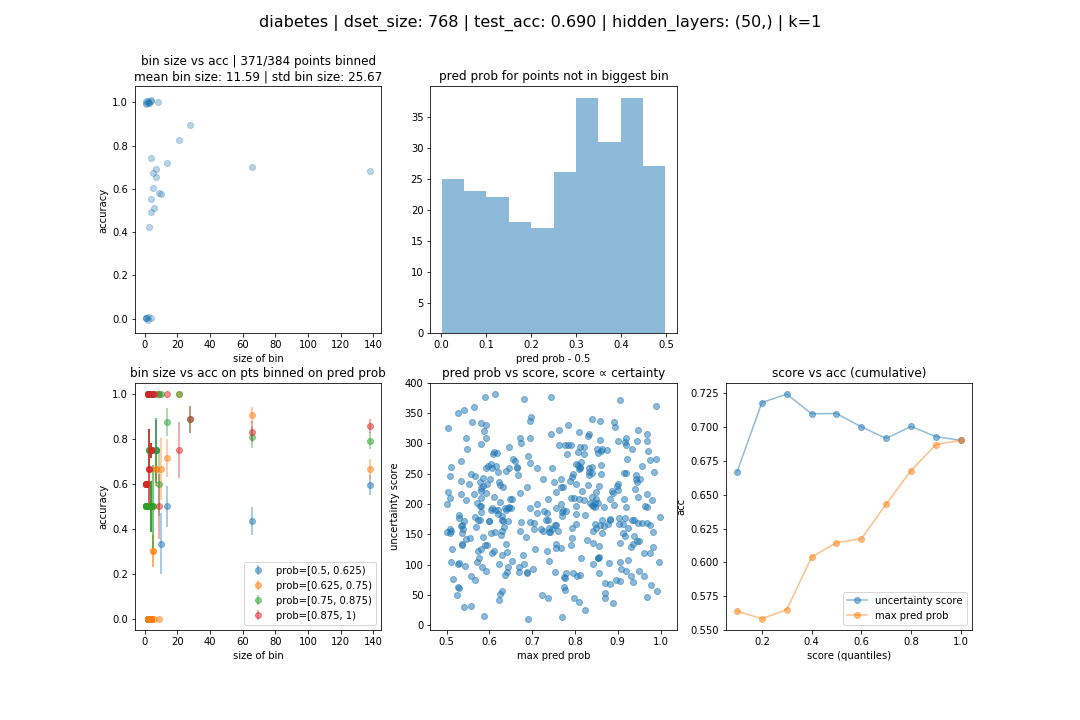 diabetes | dset_size: 768 | test_acc: 0.690 | hidden_layers: (50,) | k=1
bin size vs acc | 371/384 points binned
mean bin size: 11.59 | std bin size: 25.67
1.0
0.8
0.6
0.4
0.2
0.0
accuracy
0 20 40 60 80 100 120 140
size of bin
pred prob for points not in biggest bin
35
30
25
20
15
10
5
0
0.0 0.1 0.2 0.3 0.4 0.5
pred prob - 0.5
bin size vs acc on pts binned on pred prob
1.0
0.8
0.6
0.4
0.2
0.0
accuracy
prob=[0.5, 0.625)
prob=[0.625, 0.75)
prob=[0.75, 0.875)
prob=[0.875, 1)
0 20 40 60 80 100 120 140
size of bin
pred prob vs score, score ∝ certainty
400
350
300
250
200
150
100
50
0
uncertainty score
0.5 0.6 0.7 0.8 0.9 1.0
max pred prob
score vs acc (cumulative)
0.725
0.700
0.675
0.650
0.625
0.600
0.575
0.550
acc
uncertainty score
max pred prob
0.2 0.4 0.6 0.8 1.0
score (quantiles)